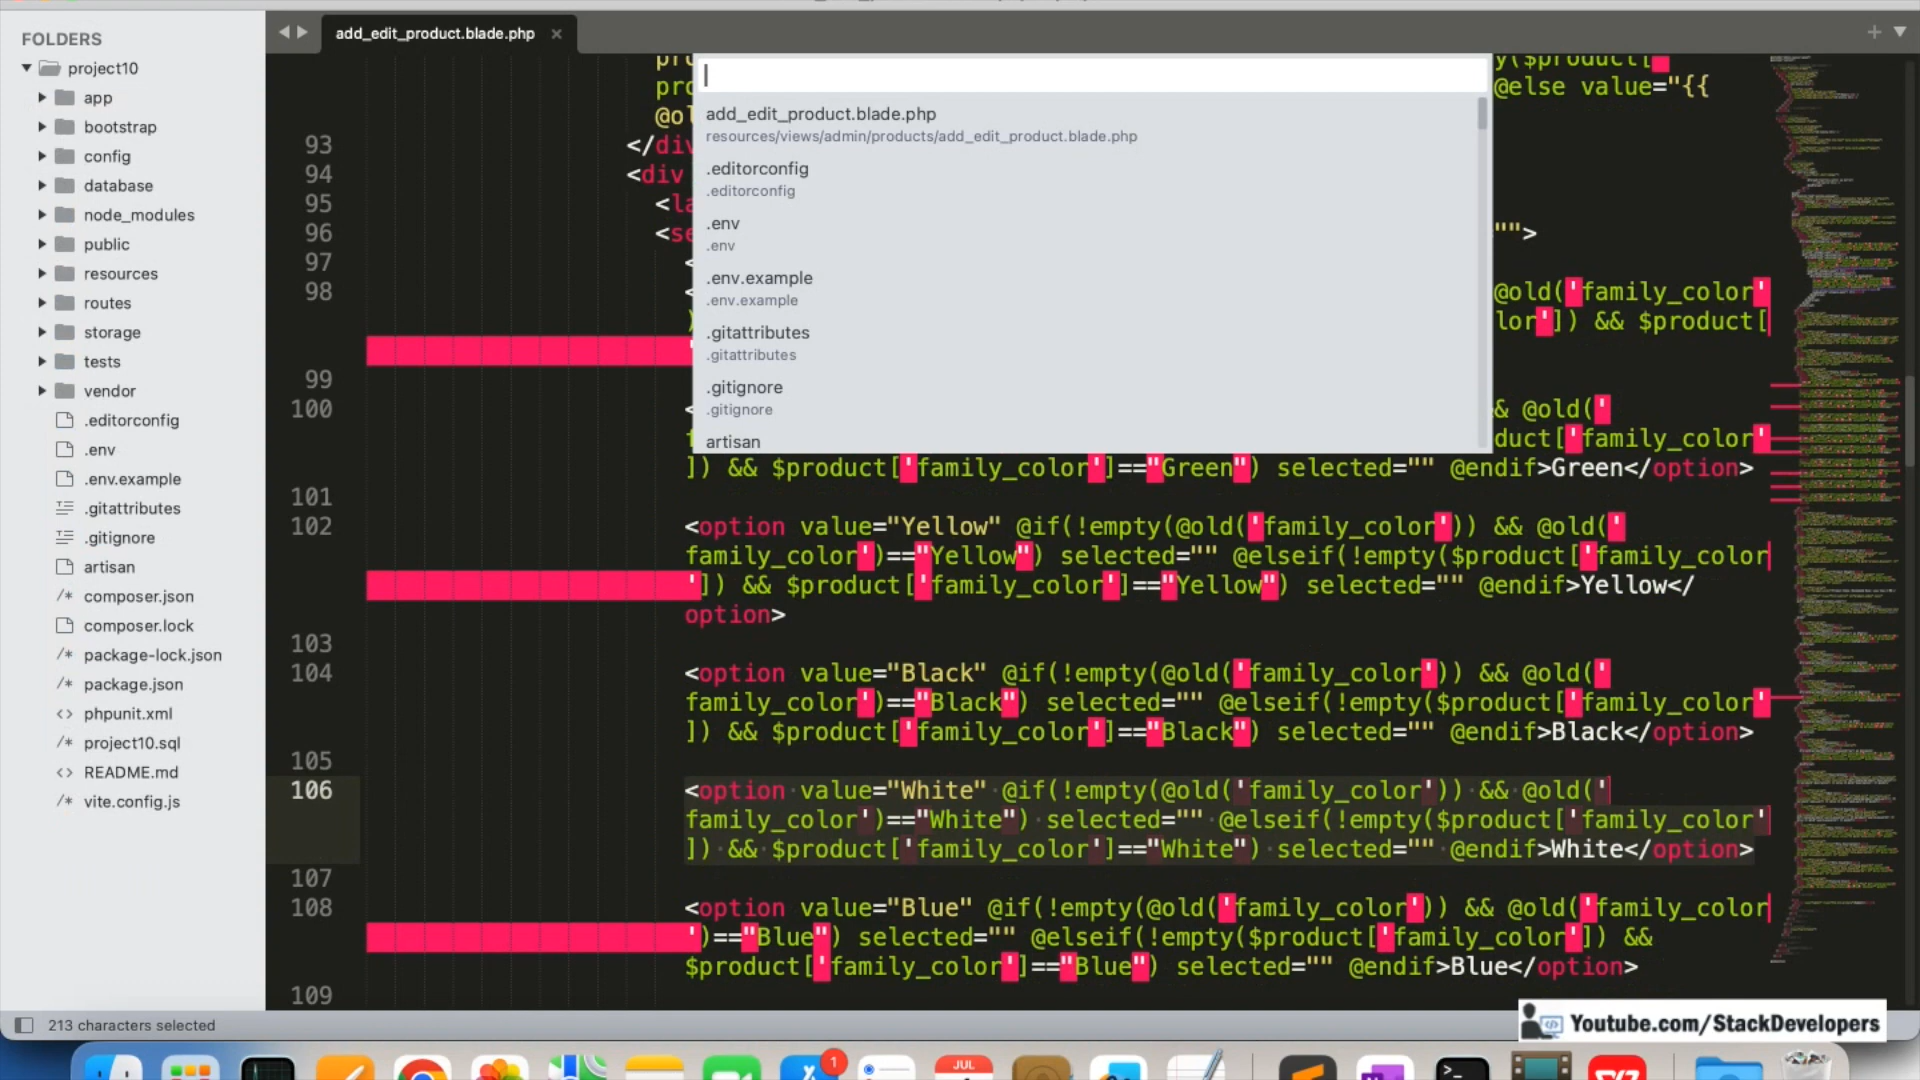 FOLDERS
project10
app
bootstrap
config
database
node_modules
public
resources
routes
storage
tests
vendor
.editorconfig
.env
.env.example
.gitattributes
.gitignore
artisan
composer.json
composer.lock
package-lock.json
package.json
phpunit.xml
project10.sql
README.md
vite.config.js
add_edit_product.blade.php
add_edit_product.blade.php
resources/views/admin/products/add_edit_product.blade.php
.editorconfig
.editorconfig
.env
.env
.env.example
.env.example
.gitattributes
.gitattributes
.gitignore
.gitignore
artisan
y($product[
@else value="{{
93 </div
94 <div
95
96 "">
97 <
98 < @old('family_color'
lor']) && $product[
99
100 < & @old('
duct['family_color'
]) && $product['family_color']=="Green") selected="" @endif>Green</option>
101
102 <option value="Yellow" @if(!empty(@old('family_color')) && @old('
family_color')=="Yellow") selected="" @elseif(!empty($product['family_color
']) && $product['family_color']=="Yellow") selected="" @endif>Yellow</
option>
103
104 <option value="Black" @if(!empty(@old('family_color')) && @old('
family_color')=="Black") selected="" @elseif(!empty($product['family_color'
]) && $product['family_color']=="Black") selected="" @endif>Black</option>
105
106 <option value="White" @if(!empty(@old('family_color')) && @old('
family_color')=="White") selected="" @elseif(!empty($product['family_color'
]) && $product['family_color']=="White") selected="" @endif>White</option>
107
108 <option value="Blue" @if(!empty(@old('family_color')) && @old('family_color
')=="Blue") selected="" @elseif(!empty($product['family_color']) &&
$product['family_color']=="Blue") selected="" @endif>Blue</option>
109
213 characters selected
Youtube.com/StackDevelopers
1
JUL